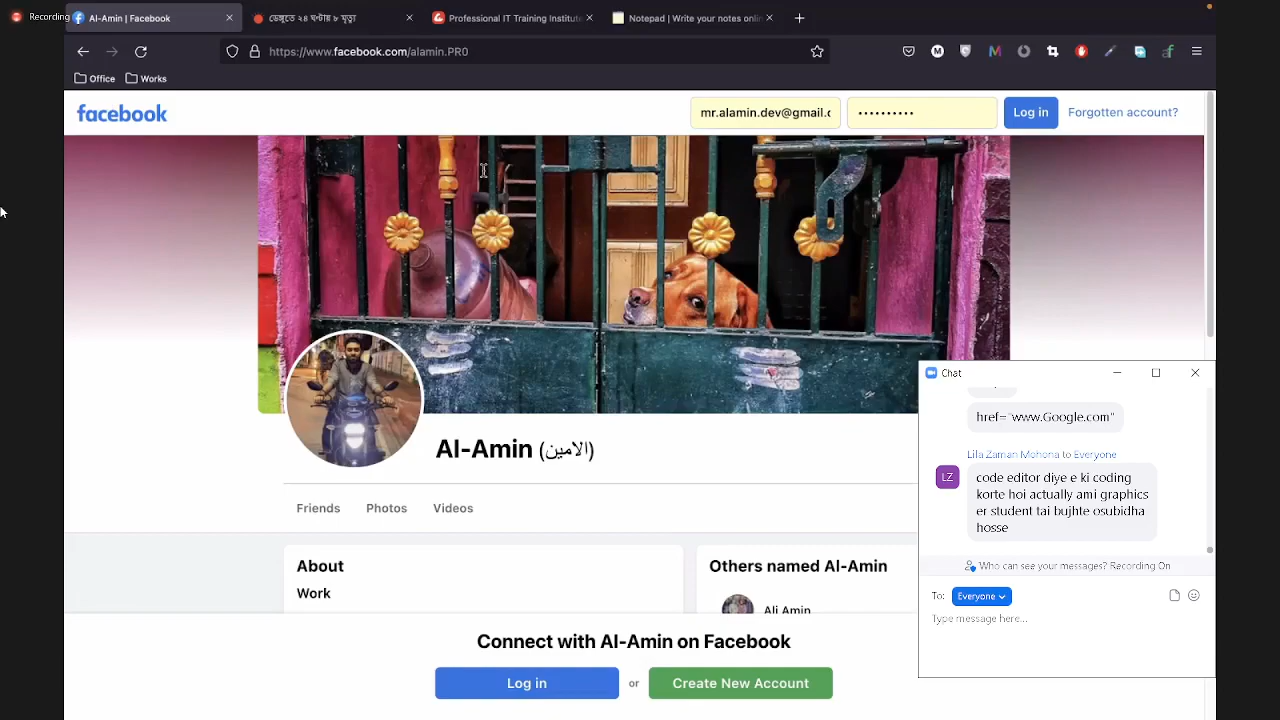 Recording
Al-Amin | Facebook
ডেঙ্গুতে ২৪ ঘণ্টায় ৮ মৃত্যু
Professional IT Training Institute
Notepad | Write your notes onlin
https://www.facebook.com/alamin.PR0
Office
Works
facebook
mr.alamin.dev@gmail.c
Log in
Forgotten account?
Al-Amin (الامين)
Friends
Photos
Videos
About
Work
Others named Al-Amin
Ali Amin
Connect with Al-Amin on Facebook
Log in
or
Create New Account
Chat
href="www.Google.com"
Lila Zaman Mohona to Everyone
LZ
code editor diye e ki coding
korte hoi actually ami graphics
er student tai bujhte osubidha
hosse
Who can see your messages? Recording On
To:
Everyone
Type message here...